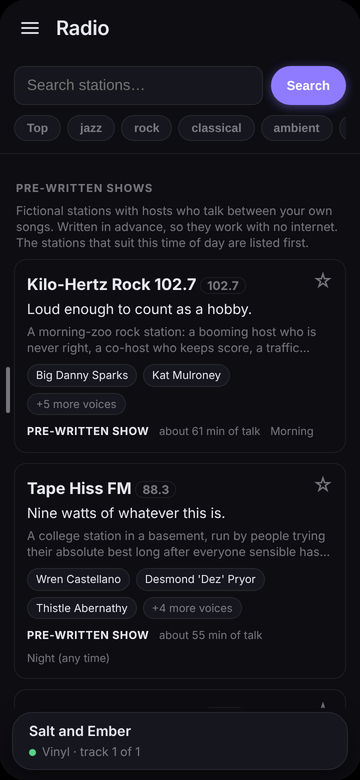 Radio
Search stations…
Search
Top
jazz
rock
classical
ambient
PRE-WRITTEN SHOWS
Fictional stations with hosts who talk between your own
songs. Written in advance, so they work with no internet.
The stations that suit this time of day are listed first.
Kilo-Hertz Rock 102.7 102.7
Loud enough to count as a hobby.
A morning-zoo rock station: a booming host who is
never right, a co-host who keeps score, a traffic…
Big Danny Sparks
Kat Mulroney
+5 more voices
PRE-WRITTEN SHOW about 61 min of talk Morning
Tape Hiss FM 88.3
Nine watts of whatever this is.
A college station in a basement, run by people trying
their absolute best long after everyone sensible has…
Wren Castellano
Desmond 'Dez' Pryor
Thistle Abernathy
+4 more voices
PRE-WRITTEN SHOW about 55 min of talk
Night (any time)
Salt and Ember
Vinyl · track 1 of 1